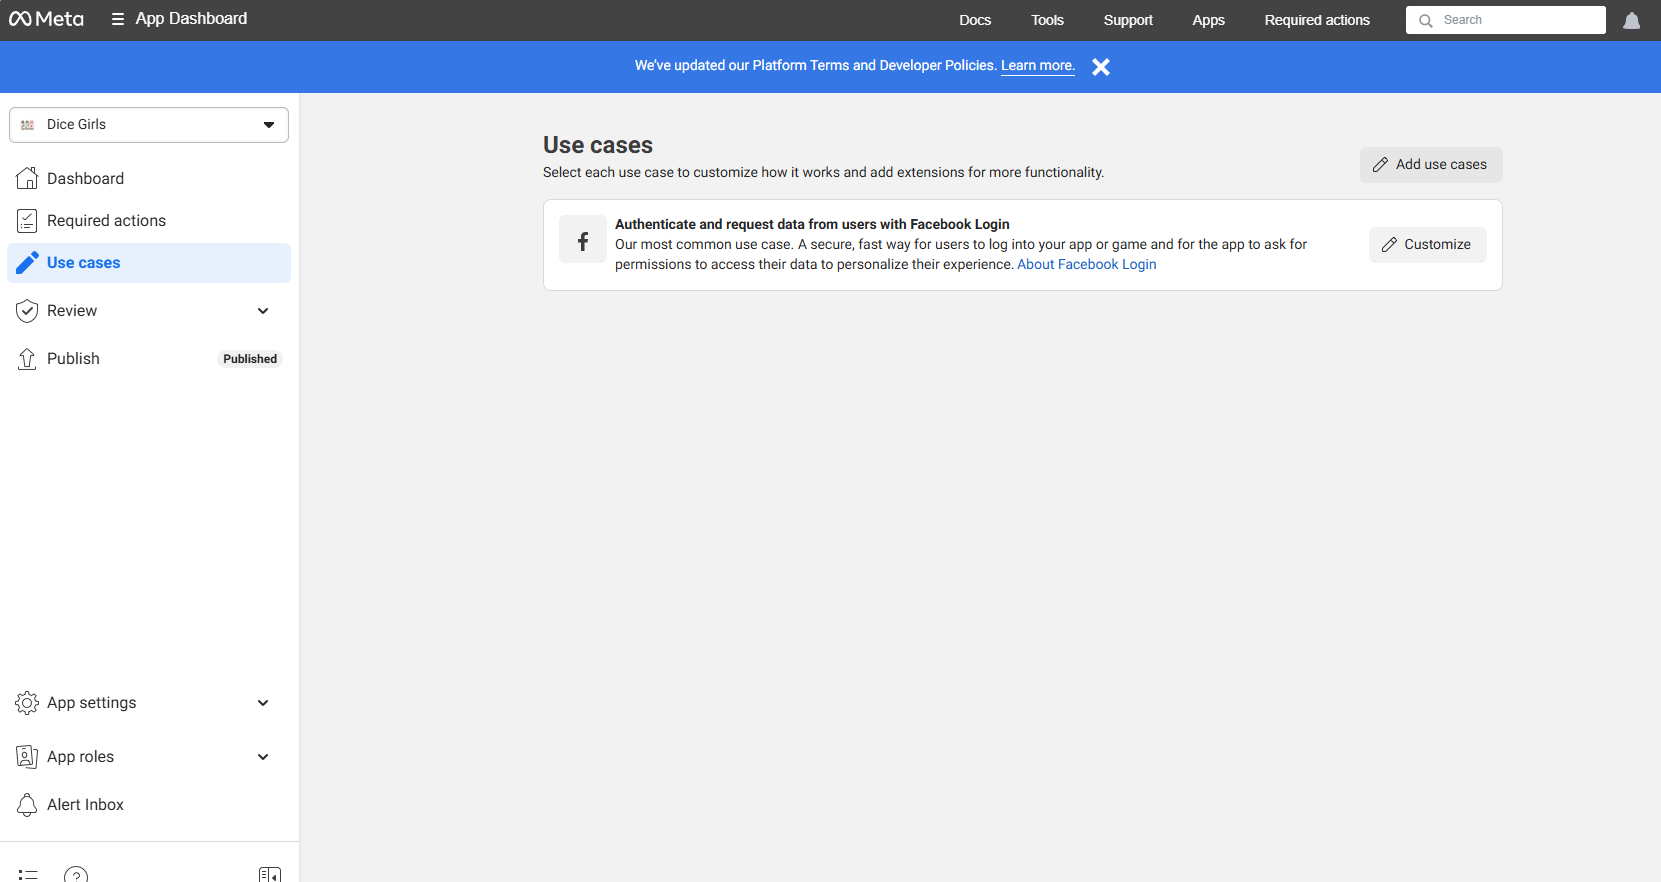 Meta
App Dashboard
Docs
Tools
Support
Apps
Required actions
Search
We've updated our Platform Terms and Developer Policies. Learn more.
Dice Girls
Dashboard
Required actions
Use cases
Review
Publish
Published
App settings
App roles
Alert Inbox
Use cases
Select each use case to customize how it works and add extensions for more functionality.
Add use cases
Authenticate and request data from users with Facebook Login
Our most common use case. A secure, fast way for users to log into your app or game and for the app to ask for
permissions to access their data to personalize their experience. About Facebook Login
Customize